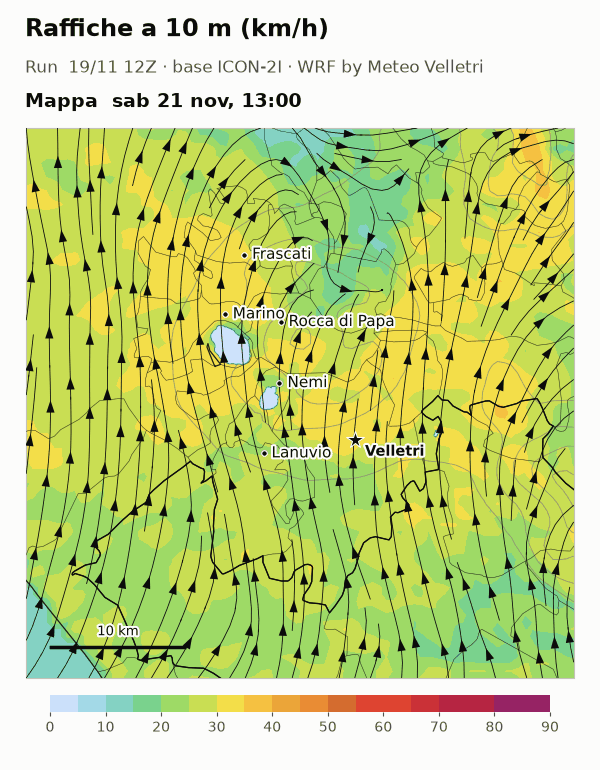 Raffiche a 10 m (km/h)
Run 19/11 12Z · base ICON-2I · WRF by Meteo Velletri
Mappa sab 21 nov, 13:00
Frascati
Marino
Rocca di Papa
Nemi
Velletri
Lanuvio
10 km
0 10 20 30 40 50 60 70 80 90